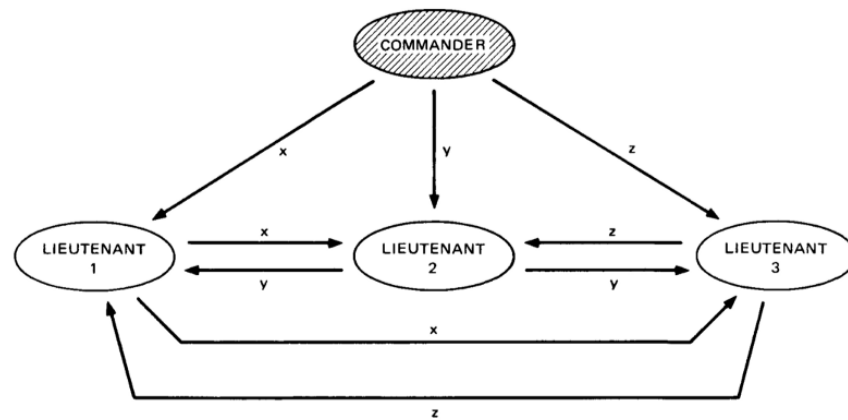 COMMANDER
x
y
z
LIEUTENANT
1
x
y
LIEUTENANT
2
z
y
LIEUTENANT
3
x
z